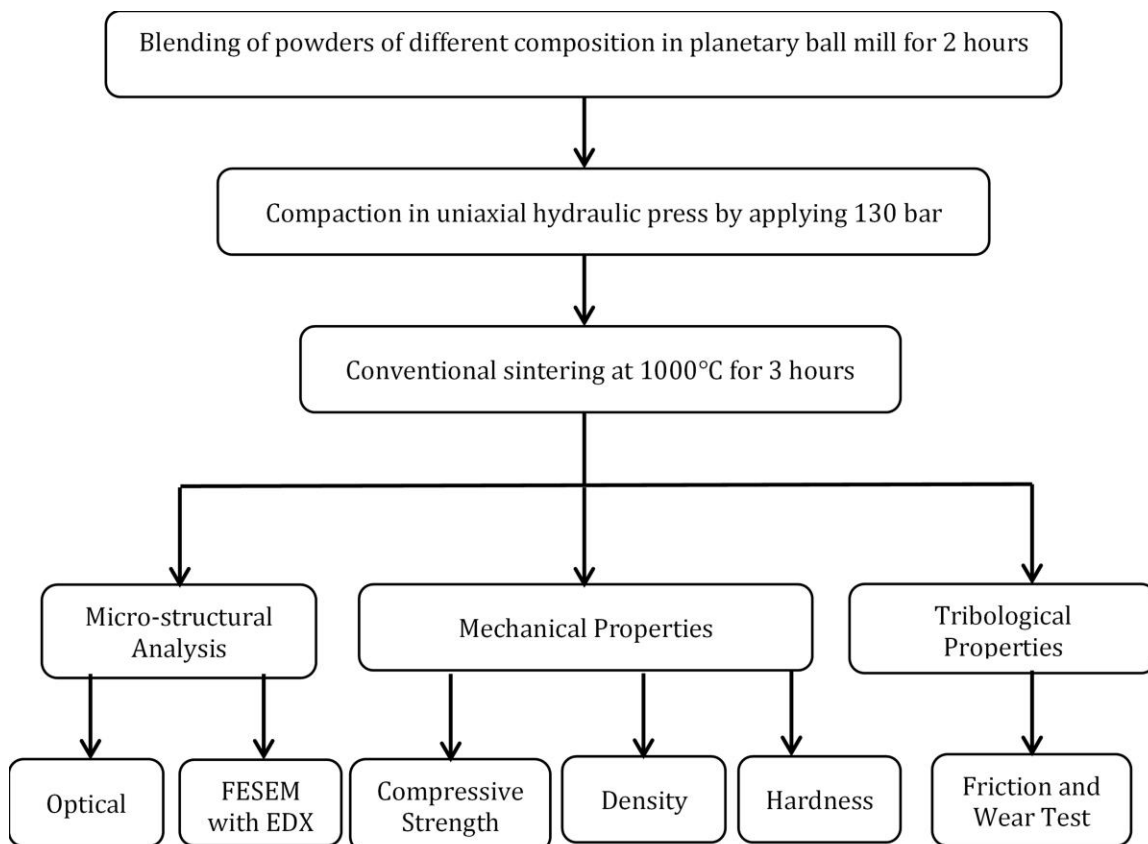 Blending of powders of different composition in planetary ball mill for 2 hours
Compaction in uniaxial hydraulic press by applying 130 bar
Conventional sintering at 1000°C for 3 hours
Micro-structural
Analysis
Mechanical Properties
Tribological
Properties
Optical
FESEM
with EDX
Compressive
Strength
Density
Hardness
Friction and
Wear Test